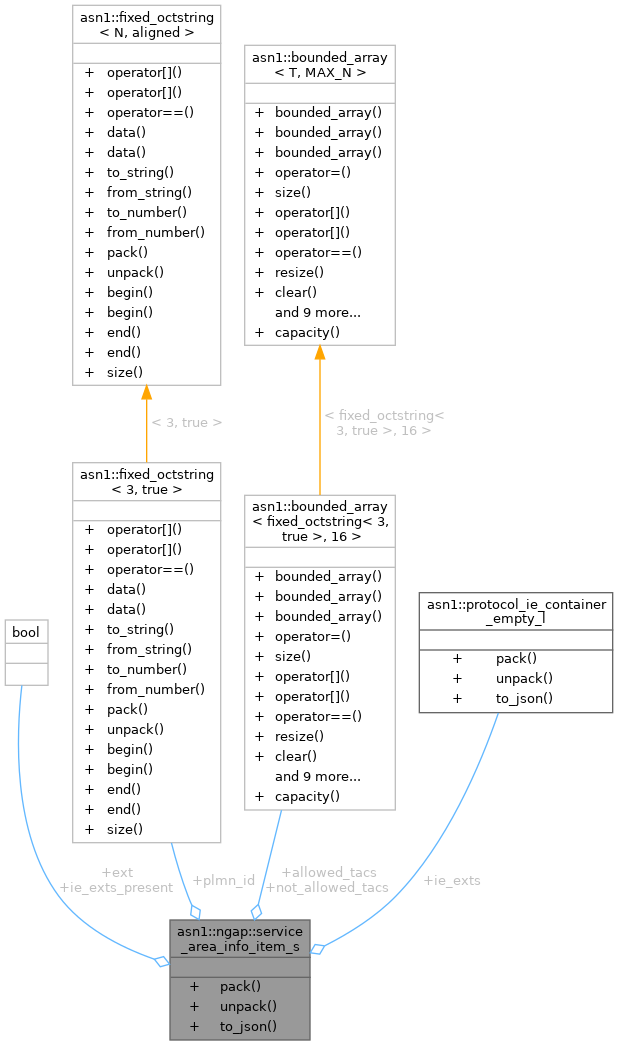 asn1::fixed_octstring
< N, aligned >
+ operator[]()
+ operator[]()
+ operator==()
+ data()
+ data()
+ to_string()
+ from_string()
+ to_number()
+ from_number()
+ pack()
+ unpack()
+ begin()
+ begin()
+ end()
+ end()
+ size()
asn1::bounded_array
< T, MAX_N >
+ bounded_array()
+ bounded_array()
+ bounded_array()
+ operator=()
+ size()
+ operator[]()
+ operator[]()
+ operator==()
+ resize()
+ clear()
and 9 more...
+ capacity()
< 3, true >
< fixed_octstring<
3, true >, 16 >
asn1::fixed_octstring
< 3, true >
+ operator[]()
+ operator[]()
+ operator==()
+ data()
+ data()
+ to_string()
+ from_string()
+ to_number()
+ from_number()
+ pack()
+ unpack()
+ begin()
+ begin()
+ end()
+ end()
+ size()
asn1::bounded_array
< fixed_octstring< 3,
true >, 16 >
+ bounded_array()
+ bounded_array()
+ bounded_array()
+ operator=()
+ size()
+ operator[]()
+ operator[]()
+ operator==()
+ resize()
+ clear()
and 9 more...
+ capacity()
bool
asn1::protocol_ie_container
_empty_l
+ pack()
+ unpack()
+ to_json()
+ext
+ie_exts_present
+plmn_id
+allowed_tacs
+not_allowed_tacs
+ie_exts
asn1::ngap::service
_area_info_item_s
+ pack()
+ unpack()
+ to_json()